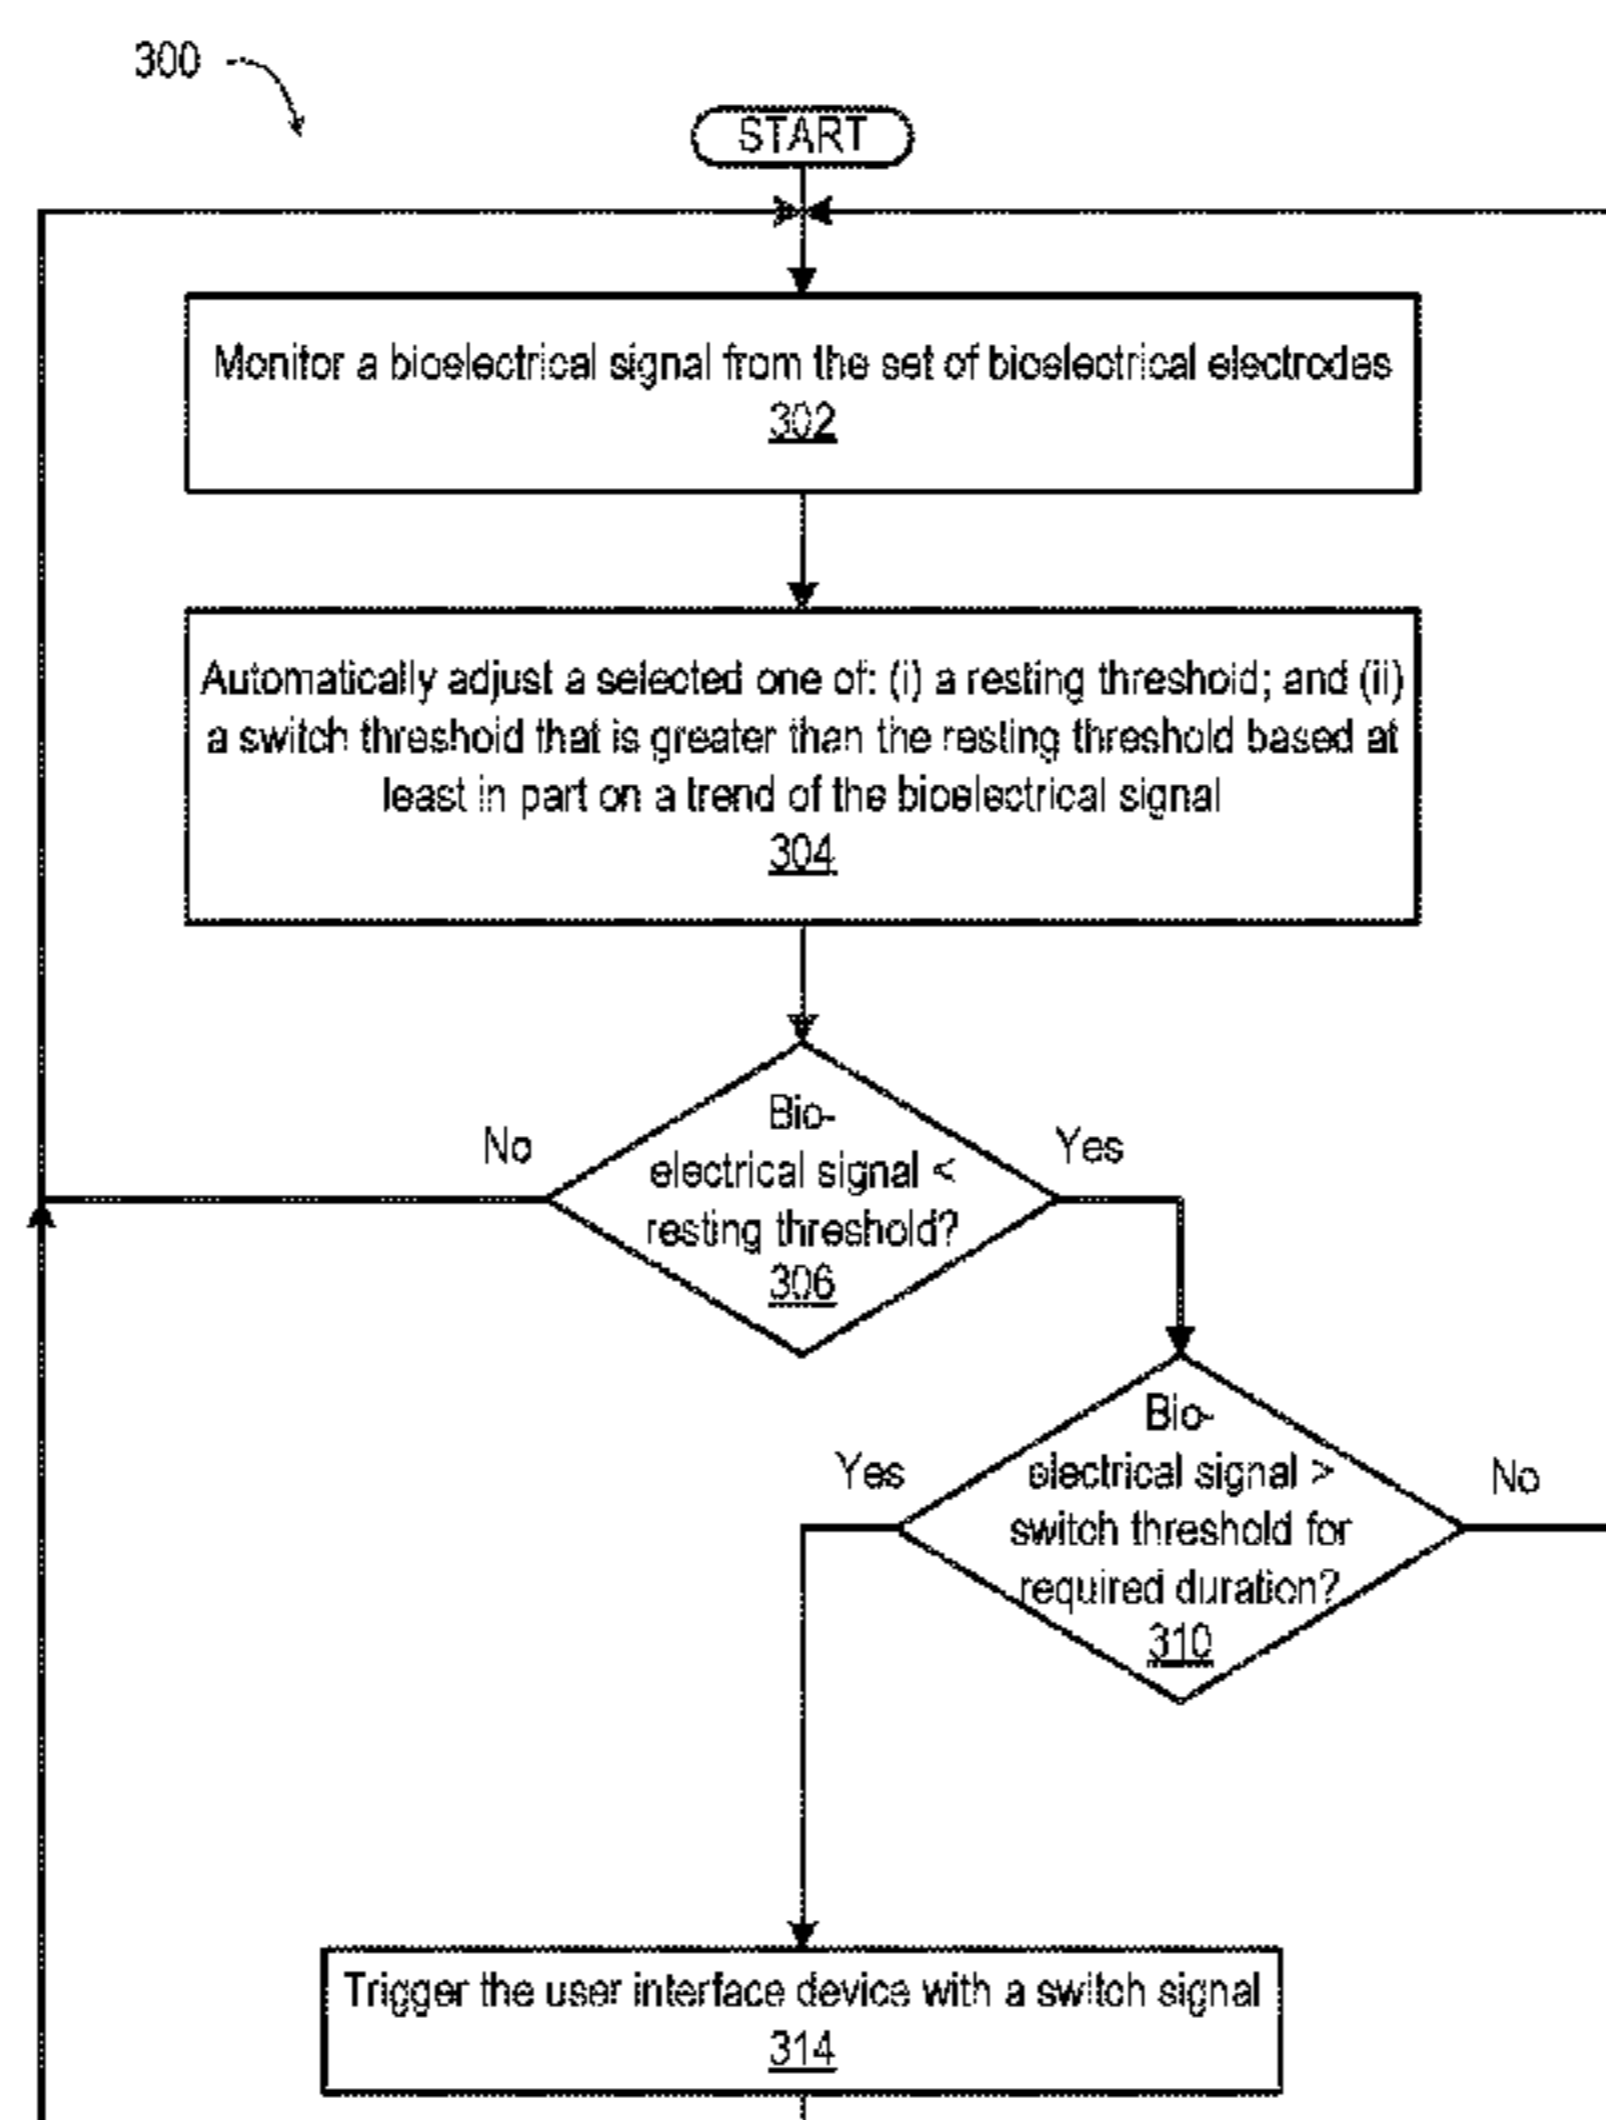 300
START
Monitor a bioelectrical signal from the set of bioelectrical electrodes
302
Automatically adjust a selected one of: (i) a resting threshold; and (ii)
a switch threshold that is greater than the resting threshold based at
least in part on a trend of the bioelectrical signal
304
No
Yes
Bio-
electrical signal <
resting threshold?
306
Yes
No
Bio-
electrical signal >
switch threshold for
required duration?
310
Trigger the user interface device with a switch signal
314